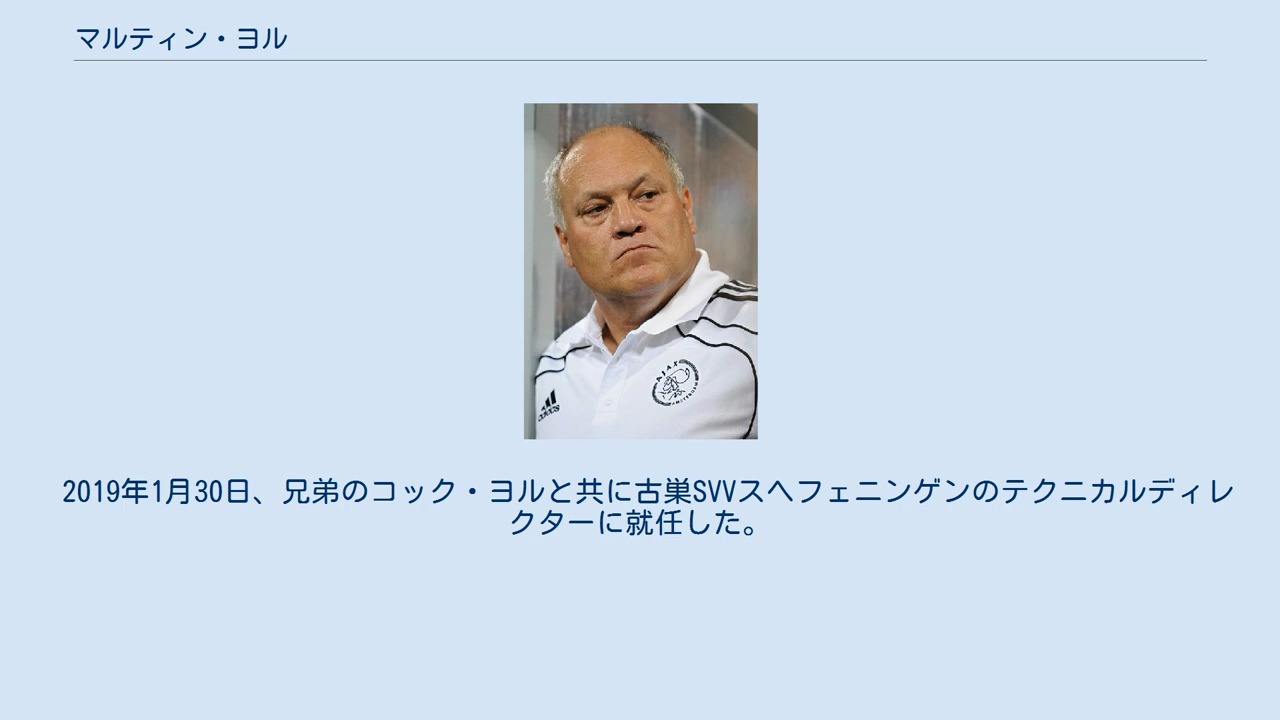 マルティン・ヨル
AJAX
AMSTERDAM
adidas
2019年1月30日、兄弟のコック・ヨルと共に古巣SVVスヘフェニンゲンのテクニカルディレ
クターに就任した。